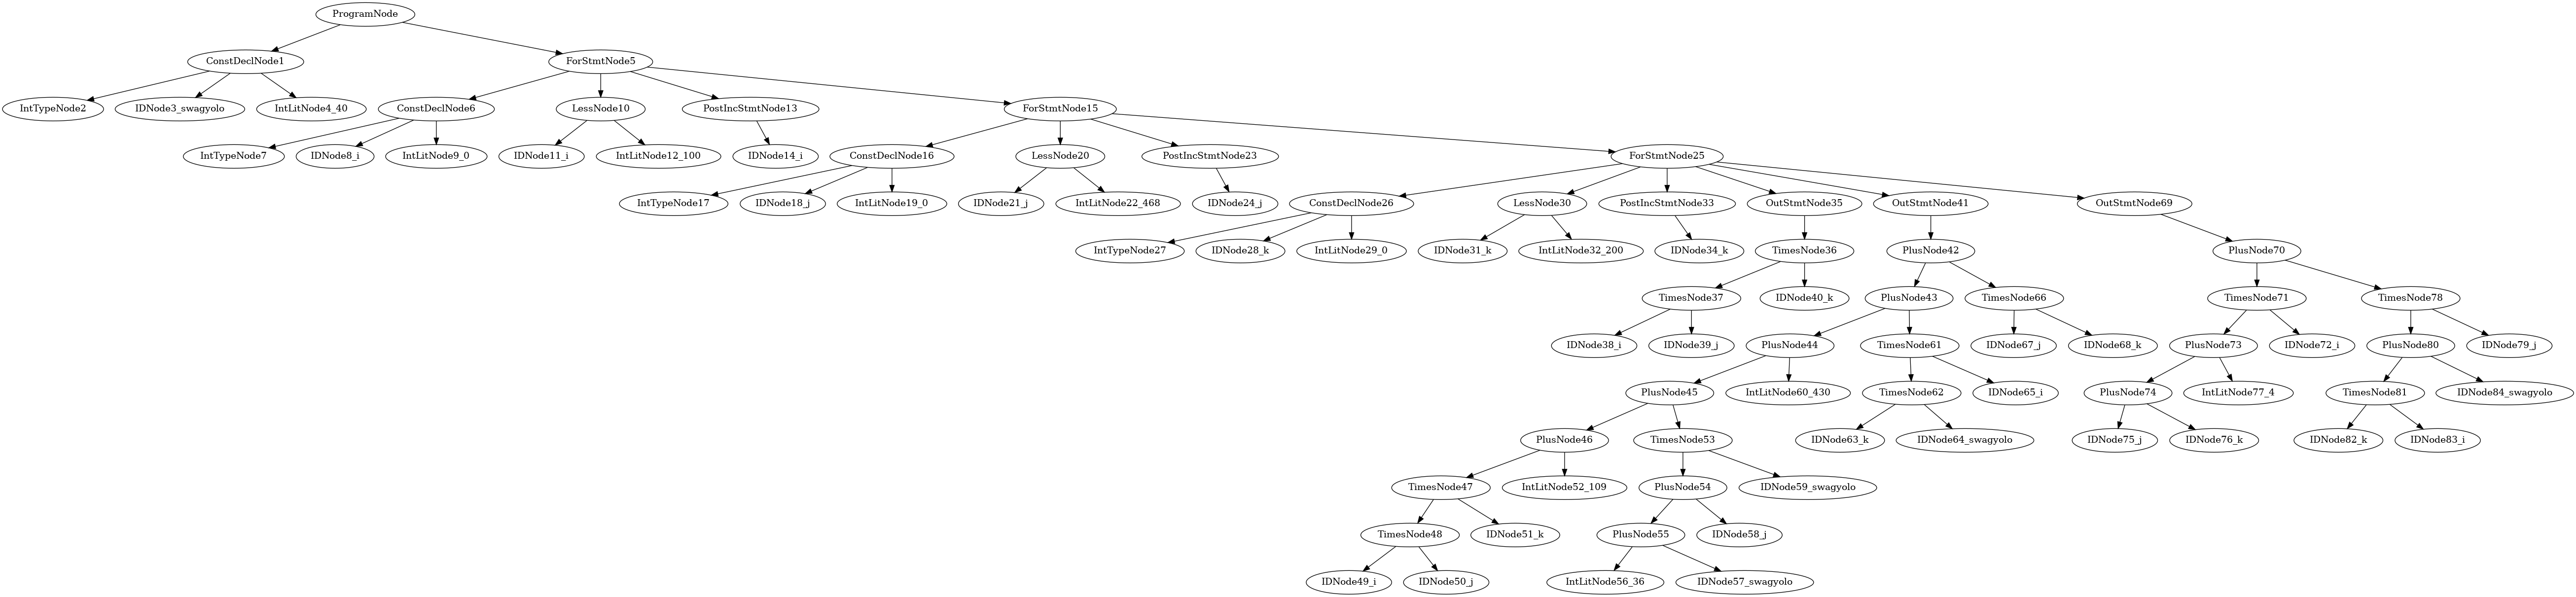 ProgramNode
ConstDeclNode1
ForStmtNode5
IntTypeNode2
IDNode3_swagyolo
IntLitNode4_40
ConstDeclNode6
LessNode10
PostIncStmtNode13
ForStmtNode15
IntTypeNode7
IDNode8_i
IntLitNode9_0
IDNode11_i
IntLitNode12_100
IDNode14_i
ConstDeclNode16
LessNode20
PostIncStmtNode23
ForStmtNode25
IntTypeNode17
IDNode18_j
IntLitNode19_0
IDNode21_j
IntLitNode22_468
IDNode24_j
ConstDeclNode26
LessNode30
PostIncStmtNode33
OutStmtNode35
OutStmtNode41
OutStmtNode69
IntTypeNode27
IDNode28_k
IntLitNode29_0
IDNode31_k
IntLitNode32_200
IDNode34_k
TimesNode36
PlusNode42
PlusNode70
TimesNode37
IDNode40_k
PlusNode43
TimesNode66
TimesNode71
TimesNode78
IDNode38_i
IDNode39_j
PlusNode44
TimesNode61
IDNode67_j
IDNode68_k
PlusNode73
IDNode72_i
PlusNode80
IDNode79_j
PlusNode45
IntLitNode60_430
TimesNode62
IDNode65_i
PlusNode74
IntLitNode77_4
TimesNode81
IDNode84_swagyolo
PlusNode46
TimesNode53
IDNode63_k
IDNode64_swagyolo
IDNode75_j
IDNode76_k
IDNode82_k
IDNode83_i
TimesNode47
IntLitNode52_109
PlusNode54
IDNode59_swagyolo
TimesNode48
IDNode51_k
PlusNode55
IDNode58_j
IDNode49_i
IDNode50_j
IntLitNode56_36
IDNode57_swagyolo